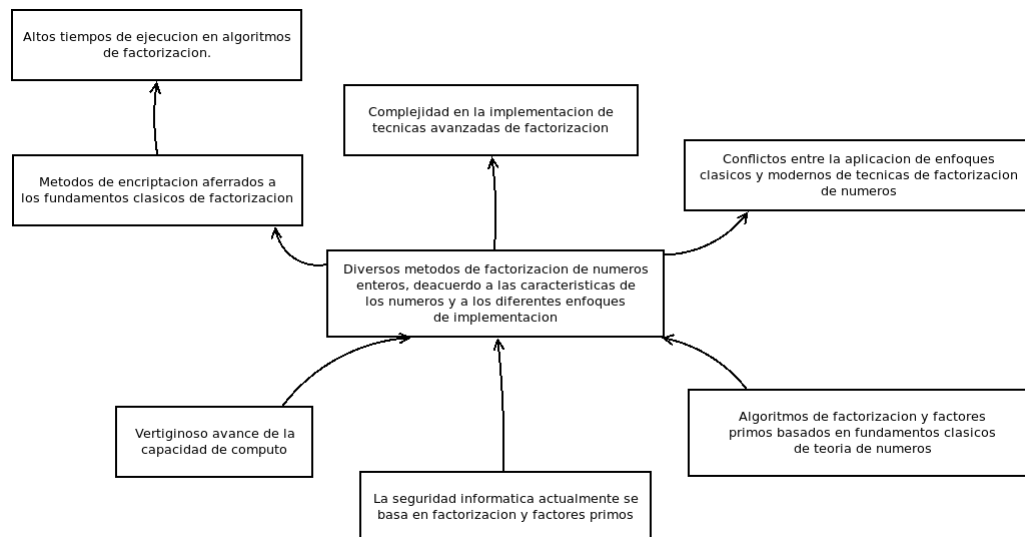 Altos tiempos de ejecucion en algoritmos
de factorizacion.
Complejidad en la implementacion de
tecnicas avanzadas de factorizacion
Conflictos entre la aplicacion de enfoques
clasicos y modernos de tecnicas de factorizacion
de numeros
Metodos de encriptacion aferrados a
los fundamentos clasicos de factorizacion
Diversos metodos de factorizacion de numeros
enteros, deacuerdo a las caracteristicas de
los numeros y a los diferentes enfoques
de implementacion
Vertiginoso avance de la
capacidad de computo
La seguridad informatica actualmente se
basa en factorizacion y factores primos
Algoritmos de factorizacion y factores
primos basados en fundamentos clasicos
de teoria de numeros